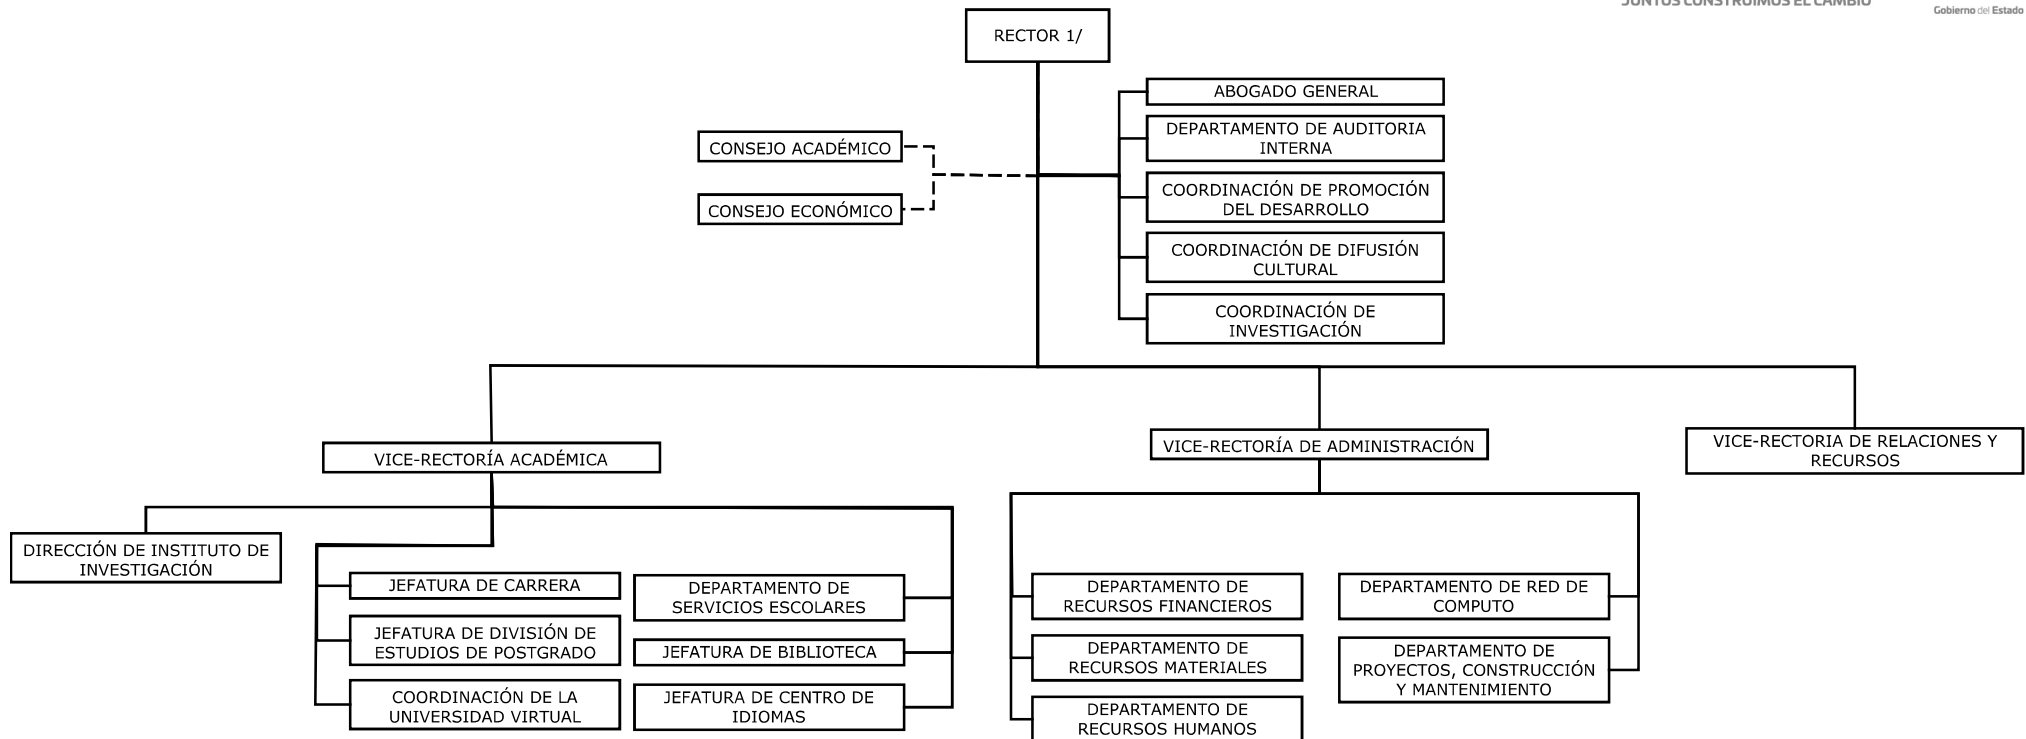 JUNTOS CONSTRUIMOS EL CAMBIO
Gobierno del Estado
RECTOR 1/
ABOGADO GENERAL
DEPARTAMENTO DE AUDITORIA
INTERNA
CONSEJO ACADÉMICO
COORDINACIÓN DE PROMOCIÓN
DEL DESARROLLO
CONSEJO ECONÓMICO
COORDINACIÓN DE DIFUSIÓN
CULTURAL
COORDINACIÓN DE
INVESTIGACIÓN
VICE-RECTORÍA ACADÉMICA
VICE-RECTORÍA DE ADMINISTRACIÓN
VICE-RECTORIA DE RELACIONES Y
RECURSOS
DIRECCIÓN DE INSTITUTO DE
INVESTIGACIÓN
JEFATURA DE CARRERA
JEFATURA DE DIVISIÓN DE
ESTUDIOS DE POSTGRADO
COORDINACIÓN DE LA
UNIVERSIDAD VIRTUAL
DEPARTAMENTO DE
SERVICIOS ESCOLARES
JEFATURA DE BIBLIOTECA
JEFATURA DE CENTRO DE
IDIOMAS
DEPARTAMENTO DE
RECURSOS FINANCIEROS
DEPARTAMENTO DE
RECURSOS MATERIALES
DEPARTAMENTO DE
RECURSOS HUMANOS
DEPARTAMENTO DE RED DE
COMPUTO
DEPARTAMENTO DE
PROYECTOS, CONSTRUCCIÓN
Y MANTENIMIENTO